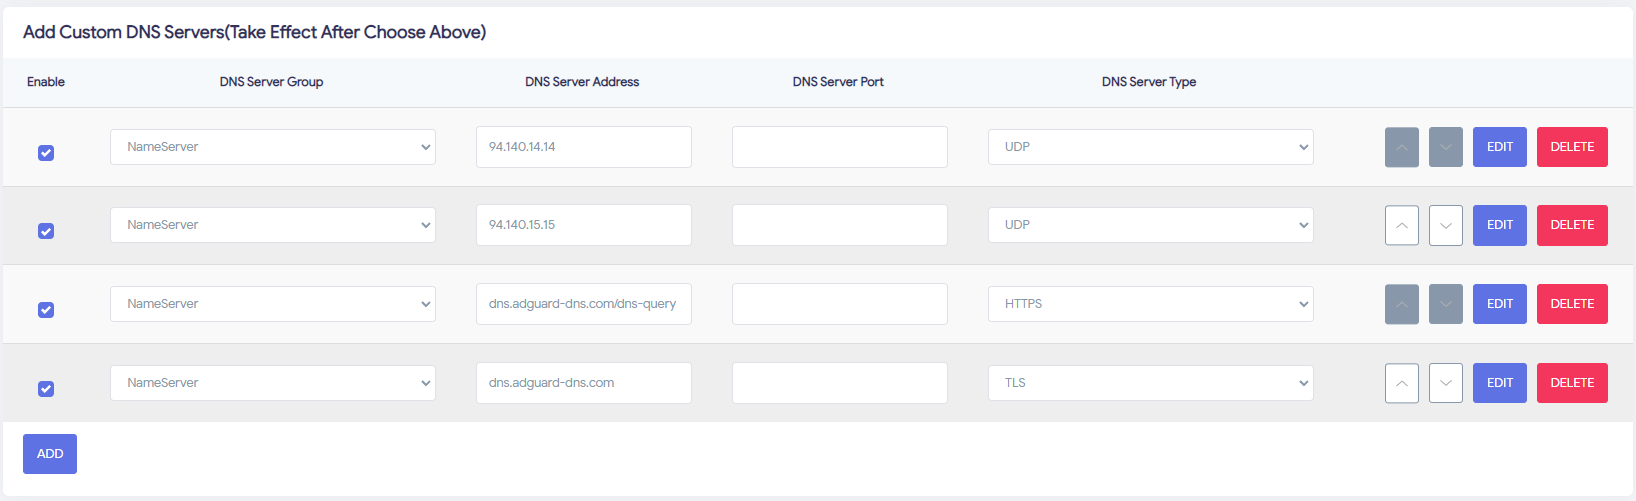 Add Custom DNS Servers(Take Effect After Choose Above)
Enable DNS Server Group DNS Server Address DNS Server Port DNS Server Type
NameServer 94.140.14.14 UDP EDIT DELETE
NameServer 94.140.15.15 UDP EDIT DELETE
NameServer dns.adguard-dns.com/dns-query HTTPS EDIT DELETE
NameServer dns.adguard-dns.com TLS EDIT DELETE
ADD